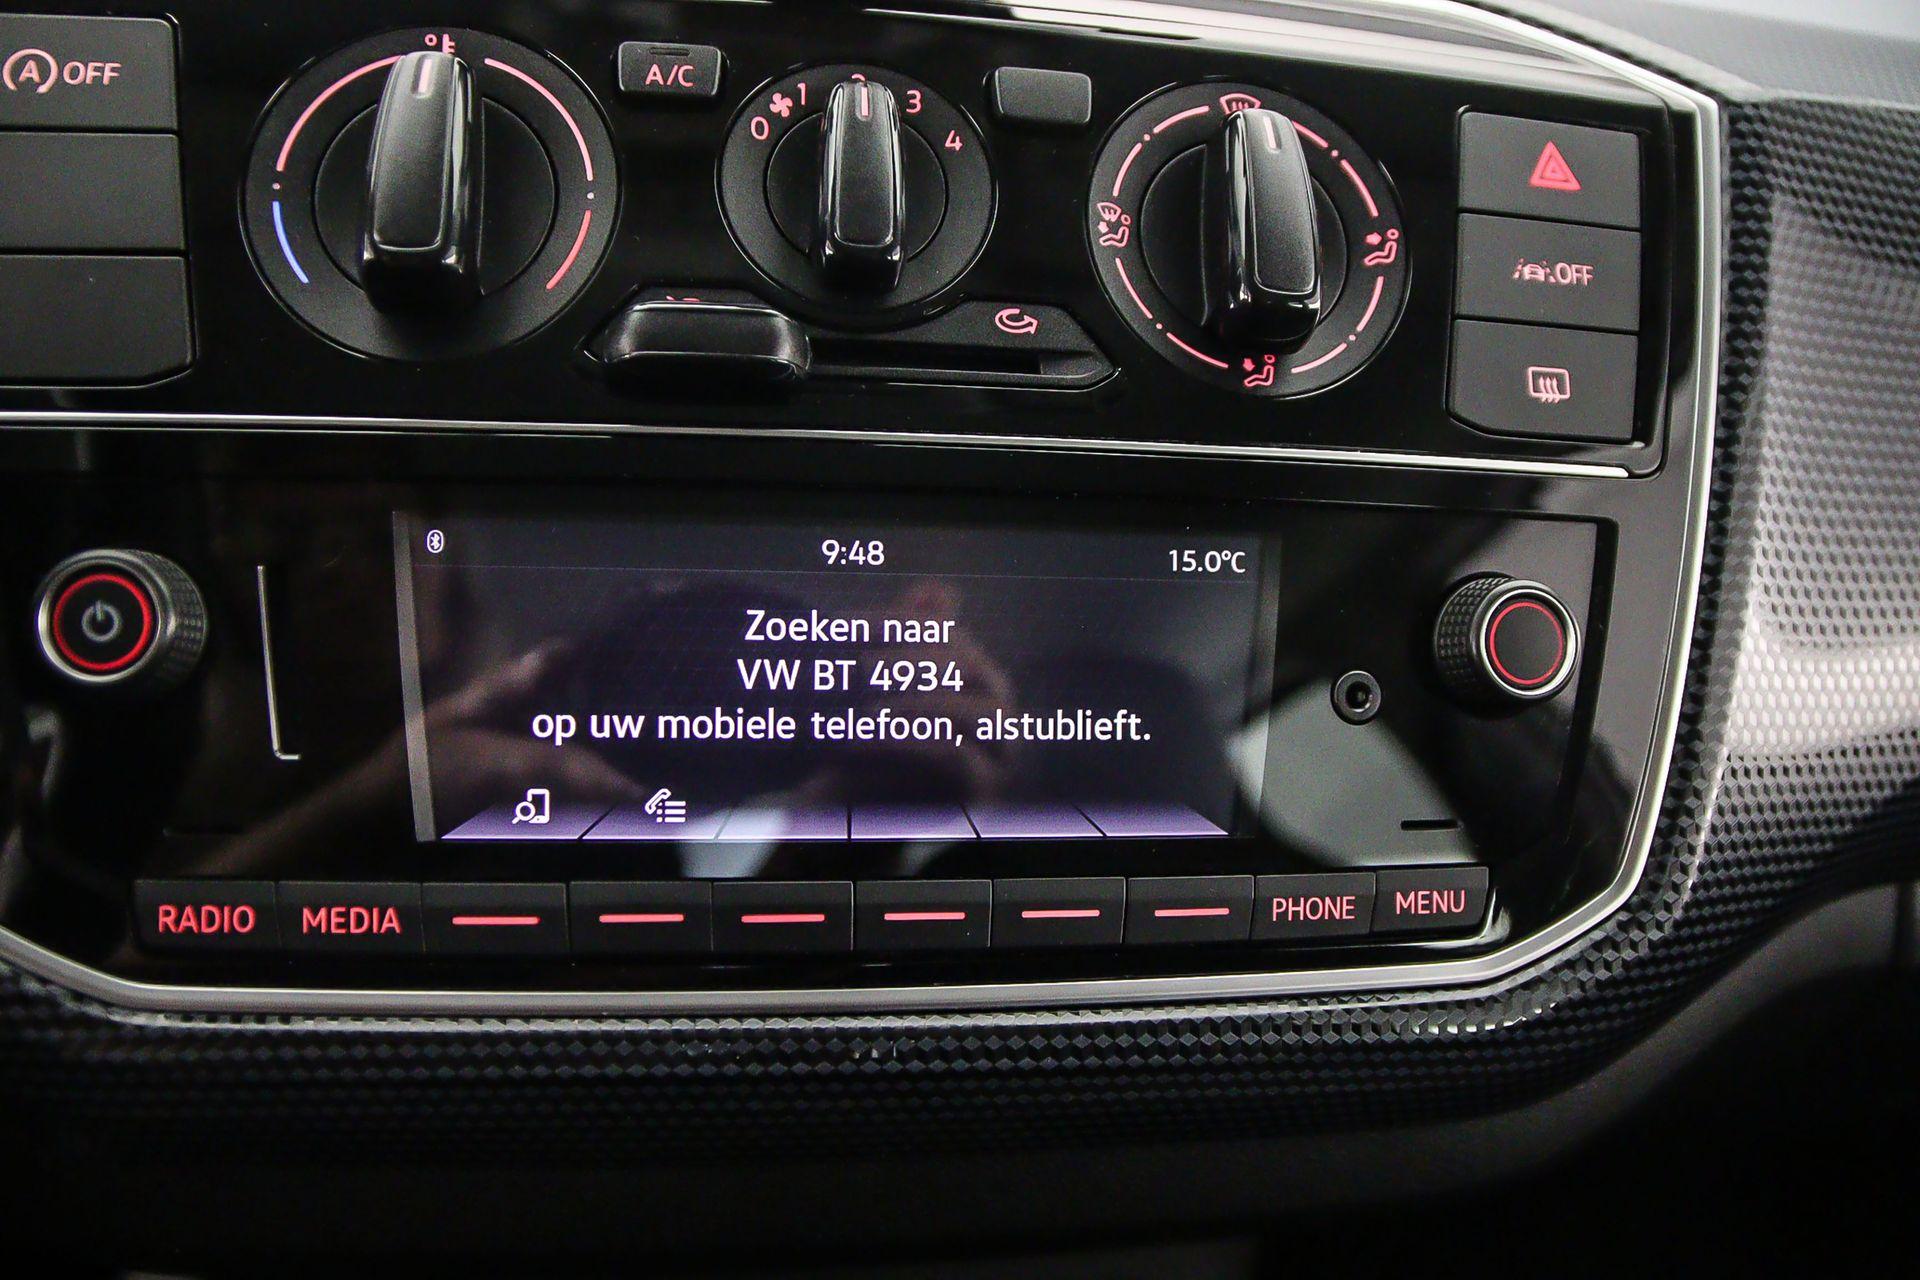 A OFF
A/C
0 1 2 3 4
OFF
9:48
15.0°C
Zoeken naar
VW BT 4934
op uw mobiele telefoon, alstublieft.
RADIO
MEDIA
PHONE
MENU